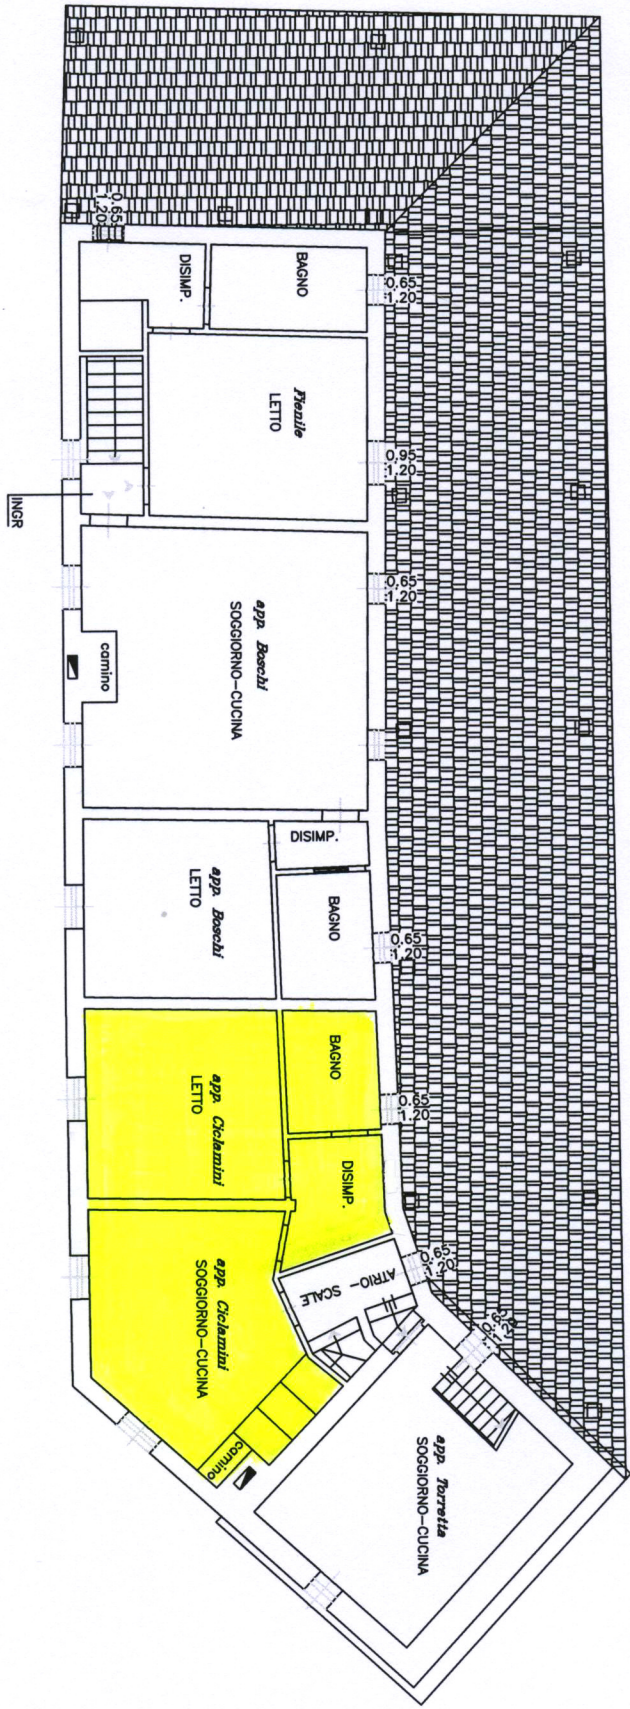 0.65
1.20
DISIMP.
BAGNO
0.65
1.20
Fienile
LETTO
0.95
1.20
INGR
0.65
1.20
app. Boschi
SOGGIORNO-CUCINA
camino
DISIMP.
app. Boschi
LETTO
BAGNO
0.65
1.20
BAGNO
app. Ciclamini
LETTO
0.65
1.20
DISIMP.
ATRIO-SCALE
0.65
1.20
app. Ciclamini
SOGGIORNO-CUCINA
camino
app. Torretta
SOGGIORNO-CUCINA